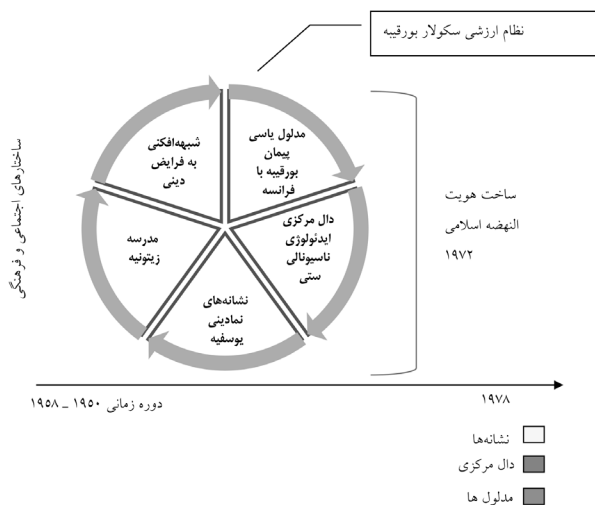 نظام ارزشی سکولار بورقیبه
مدلول یاسی
پیمان
بورقیبه با
فرانسه
دال مرکزی
ایدئولوژی
ناسیونالی
ستی
نشانه‌های
نمادینی
یوسفیه
مدرسه
زیتونیه
شبهه‌افکنی
به فرایض
دینی
ساخت هویت
النهضه اسلامی
۱۹۷۲
ساختارهای اجتماعی و فرهنگی
۱۹۷۸
دوره زمانی ۱۹۵۰ _ ۱۹۵۸
نشانه‌ها
دال مرکزی
مدلول ها